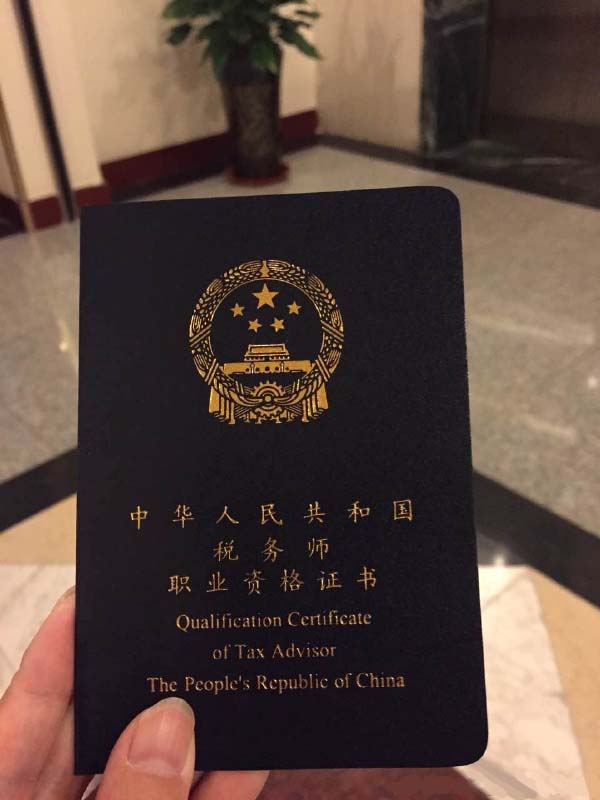 中华人民共和国
税务师
职业资格证书
Qualification Certificate
of Tax Advisor
The People's Republic of China